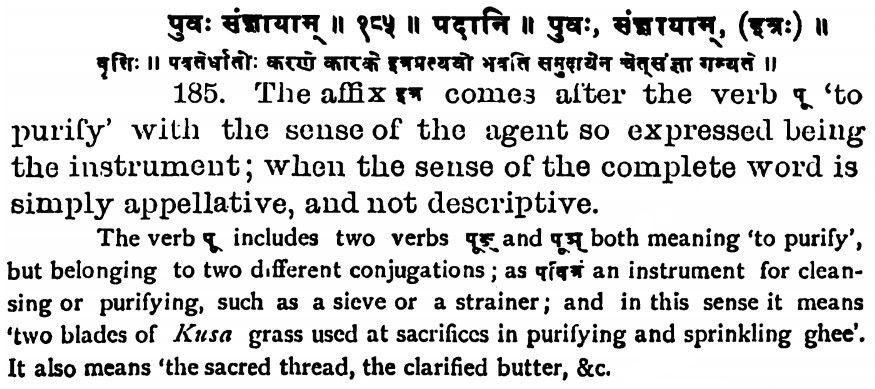 पुवः संज्ञायाम् ॥ १८५ ॥ पदानि ॥ पुवः, संज्ञायाम्, (इत्रः) ॥
वृत्तिः ॥ पवतेर्धातोः करणे कारके इत्रप्रत्ययो भवति समुदायेन चेत्संज्ञा गम्यते ॥
185. The affix इत्र comes after the verb पू 'to
purify' with the sense of the agent so expressed being
the instrument; when the sense of the complete word is
simply appellative, and not descriptive.
The verb पू includes two verbs पूङ् and पूञ् both meaning 'to purify',
but belonging to two different conjugations; as पवित्रं an instrument for clean-
sing or purifying, such as a sieve or a strainer; and in this sense it means
'two blades of Kusa grass used at sacrifices in purifying and sprinkling ghee'.
It also means 'the sacred thread, the clarified butter, &c.